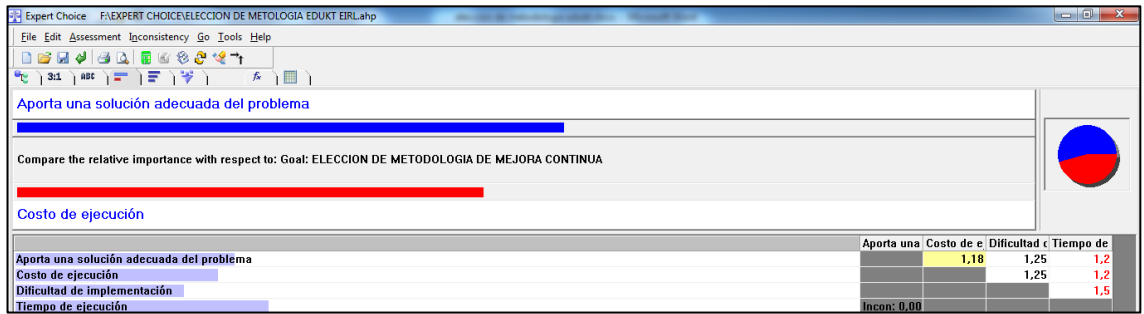 Expert Choice F:\EXPERT CHOICE\ELECCION DE METOLOGIA EDUKT EIRL.ahp
File Edit Assessment Inconsistency Go Tools Help
3:1 ABC fx
Aporta una solución adecuada del problema
Compare the relative importance with respect to: Goal: ELECCION DE METODOLOGIA DE MEJORA CONTINUA
Costo de ejecución
Aporta una Costo de e Dificultad c Tiempo de
Aporta una solución adecuada del problema 1,18 1,25 1,2
Costo de ejecución 1,25 1,2
Dificultad de implementación 1,5
Tiempo de ejecución Incon: 0,00